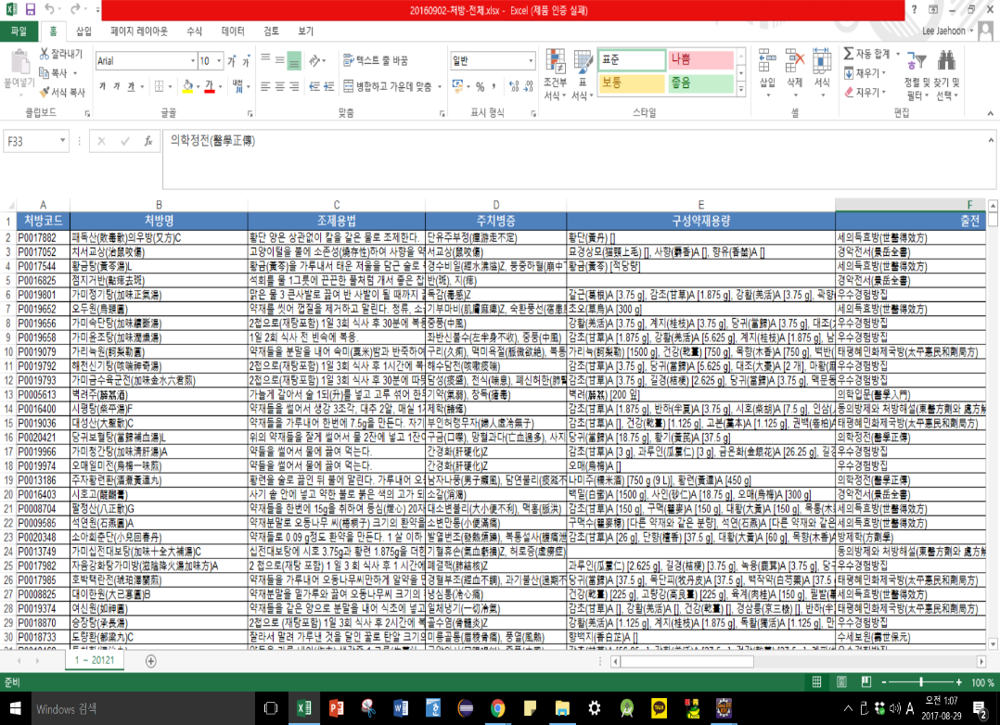 20160902-처방-전체.xlsx - Excel (제품 인증 실패)
파일 홈 삽입 페이지 레이아웃 수식 데이터 검토 보기 Lee Jaehoon
잘라내기 복사 서식 복사 붙여넣기 클립보드
Arial 10 가 가 가 가 가 글꼴
텍스트 줄 바꿈 병합하고 가운데 맞춤 맞춤
일반 % 표시 형식
조건부 서식 표 서식 표준 나쁨 보통 좋음 스타일
삽입 삭제 서식 셀
자동 합계 채우기 지우기 정렬 및 필터 찾기 및 선택 편집
F33 fx 의학정전(醫學正傳)
A B C D E F
1 처방코드 처방명 조제용법 주치병증 구성약재용량 출전
2 P0017882 패독산(敗毒散)의우방(又方)C 황단 양은 상관없이 칼을 같은 물로 조제한다. 단유주부정(癉游走不定) 황단(黃丹) [] 세의득효방(世醫得效方)
3 P0017052 치서교상(治鼠咬傷) 고양이털을 불에 소존성(燒存性)하여 사향을 약 서교상(鼠咬傷) 묘경상모(猫頸上毛) [], 사향(麝香)A [], 향유(香薷)A [] 경악전서(景岳全書)
4 P0017544 황금탕(黃芩湯)L 황금(黃芩)을 가루내서 태운 저울을 담근 술로 경수비일(經水沸溢)Z, 붕중하혈(崩中 황금(黃芩) [적당량]
5 P0016825 점지거반(點痣去斑) 석회를 물 1그릇에 끈끈한 풀처럼 개서 좋은 찹 반(斑), 지(痣) 경악전서(景岳全書)
6 P0019801 가미정기탕(加味正氣湯) 맑은 물 3 큰사발로 끓여 반 사발이 될 때까지 독감(毒感)Z 갈근(葛根)A [3.75 g], 감초(甘草)A [1.875 g], 강활(羌活)A [3.75 g], 곽향 우수경험방집
7 P0019652 오두원(烏頭圓) 약재를 씻어 껍질을 제거하고 말린다. 청류, 소 기부마비(肌膚麻痺)Z, 숙환풍선(宿患 초오(草烏)A [300 g] 세의득효방(世醫得效方)
8 P0019656 가미속단탕(加味續斷湯) 2첩으로(재탕포함) 1일 3회 식사 후 30분에 복용 중풍(中風) 강활(羌活)A [3.75 g], 계지(桂枝)A [3.75 g], 당귀(當歸)A [3.75 g], 대조( 우수경험방집
9 P0019658 가미윤조탕(加味潤燥湯) 1일 2회 식사 전 빈속에 복용. 좌반신불수(左半身不收), 중풍(中風) 감초(甘草)A [1.875 g], 강활(羌活)A [5.625 g], 계지(桂枝)A [1.875 g], 남 우수경험방집
10 P0019079 가리륵원(訶梨勒圓) 약재들을 분말을 내어 속미(粟米)밥과 반죽하여 구리(久痢), 맥미욕절(脈微欲絶), 복통 가리륵(訶梨勒) [1500 g], 건강(乾薑)A [750 g], 목향(木香)A [750 g], 백반( 태평혜민화제국방(太平惠民和劑局方)
11 P0019792 해천신기탕(咳喘神奇湯) 2첩으로(재탕포함) 1일 3회 식사 후 1시간에 복 해수담천(咳嗽痰喘) 감초(甘草)A [3.75 g], 당귀(當歸)A [5.625 g], 대조(大棗)A [2 개], 마황(麻 우수경험방집
12 P0019793 가미금수육군전(加味金水六君煎) 2첩으로(재탕포함) 1일 3회 식사 후 30분에 따뜻 담성(痰盛), 천식(喘息), 폐신허한(肺腎 감초(甘草)A [3.75 g], 길경(桔梗)F [2.625 g], 당귀(當歸)A [3.75 g], 맥문동 우수경험방집
13 P0005613 벽려주(薜荔酒) 가늘게 갈아서 술 1되(升)를 넣고 고루 섞어 한두 기약(氣弱), 창독(瘡毒) 벽려(薜荔) [200 잎] 의학입문(醫學入門)
14 P0016400 시평탕(柴平湯)F 약재들을 썰어서 생강 3조각, 대추 2알, 매실 1 제학(諸瘧) 감초(甘草)A [1.875 g], 반하(半夏)A [3.75 g], 시호(柴胡)A [7.5 g], 인삼( 동의방제와 처방해설(東醫方劑와 處方解
15 P0019036 대성산(大聖散)C 약재들을 가루내어 한번에 7.5g을 만든다. 자기 부인허랭무자(婦人虛冷無子) 감초(甘草)A [], 건강(乾薑)A [1.125 g], 고본(藁本)A [1.125 g], 권백(卷柏)A 태평혜민화제국방(太平惠民和劑局方)
16 P0020421 당귀보혈탕(當歸補血湯)L 위의 약재들을 잘게 썰어서 물 2잔에 넣고 1잔이 구금(口噤), 망혈과다(亡血過多), 사지 당귀(當歸)A [18.75 g], 황기(黃芪)A [37.5 g] 의학정전(醫學正傳)
17 P0019966 가미청간탕(加味淸肝湯)A 약들을 썰어서 물에 끓여 먹는다. 간경화(肝硬化)Z 감초(甘草)A [3 g], 과루인(瓜蔞仁) [3 g], 금은화(金銀花)A [26.25 g], 길경 우수경험방집
18 P0019974 오매일미전(烏梅一味煎) 약들을 썰어서 물에 끓여 먹는다. 간경화(肝硬化)Z 오매(烏梅)A [] 우수경험방집
19 P0013186 주자황련환(酒煮黃連丸) 황련을 술로 끓인 뒤 볕에 말린다. 가루내어 오동 남자나풍(男子癩風), 담연불리(痰涎不 나미주(糯米酒) [750 g (9 L)], 황련(黃連)A [450 g] 의학정전(醫學正傳)
20 P0016403 시호고(醍醐膏) 사기 솥 안에 넣고 약한 불로 붉은 색의 고가 되 소갈(消渴) 백밀(白蜜)A [1500 g], 사인(砂仁)A [18.75 g], 오매(烏梅)A [300 g] 경악전서(景岳全書)
21 P0008704 팔정산(八正散)G 약재들을 한번에 15g을 취하여 등심(燈心) 20자 대소변불리(大小便不利), 맥홍(脈洪) 감초(甘草)A [150 g], 구맥(瞿麥)A [150 g], 대황(大黃)A [150 g], 목통(木 세의득효방(世醫得效方)
22 P0009585 석연원(石燕圓)A 약재분말로 오동나무 씨(梧桐子) 크기의 환약을 소변만통(小便滿痛) 구맥수(瞿麥穗) [다른 약재와 같은 분량], 석연(石燕)A [다른 약재와 같은 세의득효방(世醫得效方)
23 P0020348 소아회춘단(小兒回春丹) 약재들로 0.09 g정도 환약을 만든다. 1 살 이하 발열번조(發熱煩躁), 복통설사(腹痛泄 감초(甘草)A [26 g], 단향(檀香) [37.5 g], 대황(大黃)A [60 g], 목향(木香)A 방제학(方劑學)
24 P0013749 가미십전대보탕(加味十全大補湯)C 십전대보탕에 시호 3.75g과 황련 1.875g을 더한 기혈휴손(氣血虧損)Z, 허로증(虛癆症) 동의방제와 처방해설(東醫方劑와 處方解
25 P0017982 자음강화탕가미방(滋陰降火湯加味方)A 2 첩으로(재탕 포함) 1 일 3 회 식사 후 1 시간에 폐결핵(肺結核)Z 과루인(瓜蔞仁) [2.625 g], 길경(桔梗) [3.75 g], 녹용(鹿茸)A [3.75 g], 당귀 우수경험방집
26 P0017985 호박택란전(琥珀澤蘭煎) 약재들을 가루내어 오동나무씨만하게 알약을 만 경혈부조(經血不調), 과기불산(過期不 당귀(當歸)A [37.5 g], 목단피(牧丹皮)A [37.5 g], 백작약(白芍藥)A [37.5 세의득효방(世醫得效方)
27 P0008825 대이한원(大已寒圓)B 약재분말을 밀가루와 끓여 오동나무씨 크기의 환 냉심통(冷心痛) 건강(乾薑) [225 g], 고량강(高良薑) [225 g], 육계(肉桂)A [150 g], 필발( 세의득효방(世醫得效方)
28 P0019374 여신원(如神圓) 약재들을 같은 양으로 분말을 내어 식초에 넣고 일체냉기(一切冷氣) 감초(甘草)A [], 강활(羌活)A [], 건강(乾薑) [], 경삼릉(京三稜) [], 반하(半 태평혜민화제국방(太平惠民和劑局方)
29 P0018870 승장탕(承長湯) 2첩으로 (재탕포함) 1일 3회 식사 후 2시간에 복 골수염(骨髓炎)Z 감초(甘草)A [1.125 g], 계지(桂枝)A [1.875 g], 독활(獨活)A [1.125 g], 만 우수경험방집
30 P0018733 도량환(都梁丸)C 잘라서 말려 가루낸 것을 달인 꿀로 탄알 크기의 미릉골통(眉稜骨痛), 풍열(風熱) 향백지(香白芷)A [] 수세보원(壽世保元)
1 ~ 20121
준비 100 %
Windows 검색 오전 1:07
2017-08-29